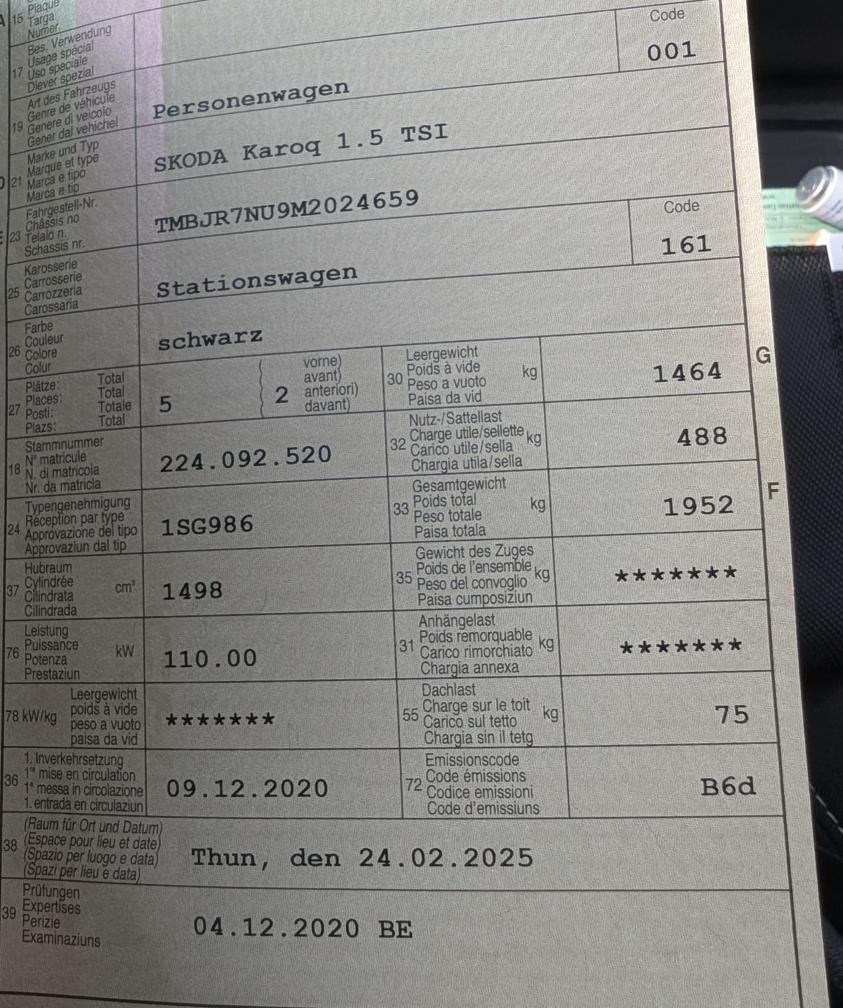 A 15 Plaque
Targa
Numer.
Bes. Verwendung
Usage spécial
17 Uso speciale
Diever spezial
Code
Art des Fahrzeugs
Genre de véhicule
19 Genere di veicolo
Gener dal vehichel
Personenwagen
001
Marke und Typ
Marque et type
21 Marca e tipo
Marca e tip
SKODA Karoq 1.5 TSI
Fahrgestell-Nr.
Châssis no
23 Telaio n.
Schassis nr.
TMBJR7NU9M2024659
Code
Karosserie
Carrosserie
25 Carrozzeria
Carossaria
Stationswagen
161
Farbe
Couleur
26 Colore
Colur
schwarz
Plätze: Total
Places: Total
27 Posti: Totale
Plazs: Total
5
2
vorne)
avant)
anteriori)
davant)
Leergewicht
30 Poids à vide kg
Peso a vuoto
Paisa da vid
1464
G
Stammnummer
N° matricule
18 N. di matricola
Nr. da matricla
224.092.520
Nutz-/Sattellast
32 Charge utile/sellette kg
Carico utile/sella
Chargia utila/sella
488
Typengenehmigung
Réception par type
24 Approvazione del tipo
Approvaziun dal tip
1SG986
Gesamtgewicht
33 Poids total kg
Peso totale
Paisa totala
1952
F
Hubraum
37 Cylindrée cm³
Cilindrata
Cilindrada
1498
Gewicht des Zuges
35 Poids de l'ensemble kg
Peso del convoglio
Paisa cumposiziun
*******
Leistung
76 Puissance kW
Potenza
Prestaziun
110.00
Anhängelast
31 Poids remorquable kg
Carico rimorchiato
Chargia annexa
*******
Leergewicht
78 kW/kg poids à vide
peso a vuoto
paisa da vid
*******
Dachlast
55 Charge sur le toit kg
Carico sul tetto
Chargia sin il tetg
75
1. Inverkehrsetzung
36 1re mise en circulation
1a messa in circolazione
1. entrada en circulaziun
09.12.2020
Emissionscode
72 Code émissions
Codice emissioni
Code d'emissiuns
B6d
(Raum für Ort und Datum)
38 (Espace pour lieu et date)
(Spazio per luogo e data)
(Spazi per lieu e data)
Thun, den 24.02.2025
Prüfungen
39 Expertises
Perizie
Examinaziuns
04.12.2020 BE